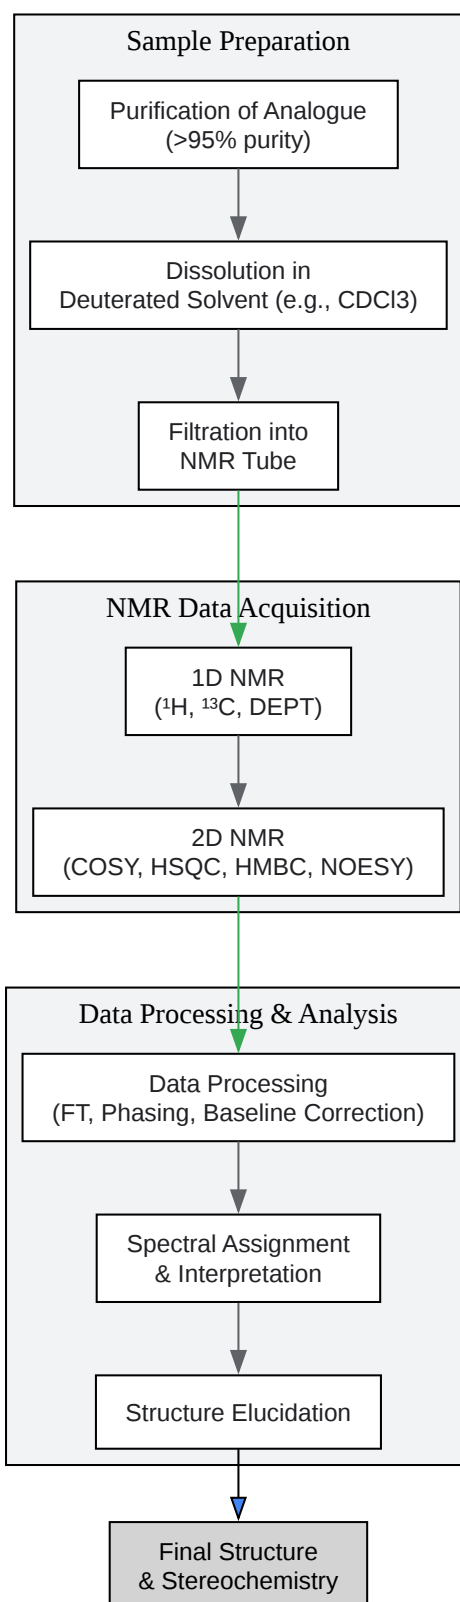 Sample Preparation
Purification of Analogue
(>95% purity)
Dissolution in
Deuterated Solvent (e.g., CDCl3)
Filtration into
NMR Tube
NMR Data Acquisition
1D NMR
(¹H, ¹³C, DEPT)
2D NMR
(COSY, HSQC, HMBC, NOESY)
Data Processing & Analysis
Data Processing
(FT, Phasing, Baseline Correction)
Spectral Assignment
& Interpretation
Structure Elucidation
Final Structure
& Stereochemistry